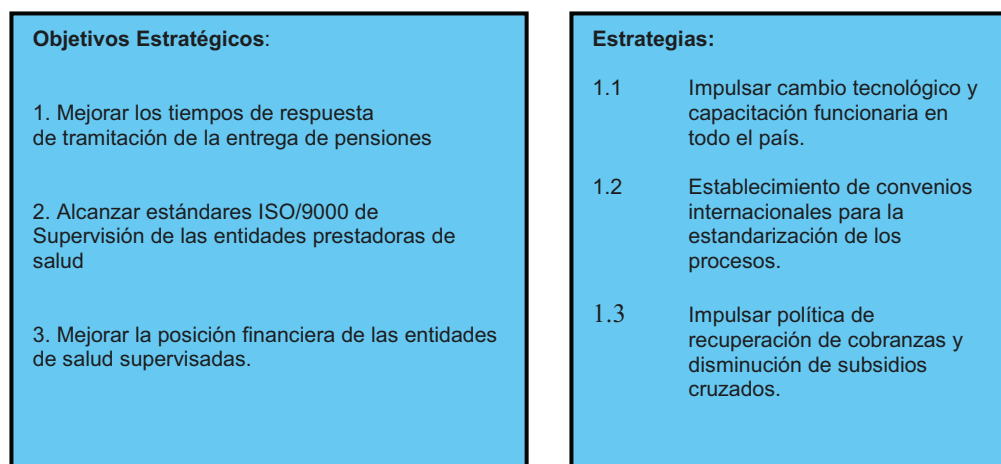 Objetivos Estratégicos:
1. Mejorar los tiempos de respuesta
de tramitación de la entrega de pensiones
2. Alcanzar estándares ISO/9000 de
Supervisión de las entidades prestadoras de
salud
3. Mejorar la posición financiera de las entidades
de salud supervisadas.
Estrategias:
1.1 Impulsar cambio tecnológico y
capacitación funcionaria en
todo el país.
1.2 Establecimiento de convenios
internacionales para la
estandarización de los
procesos.
1.3 Impulsar política de
recuperación de cobranzas y
disminución de subsidios
cruzados.